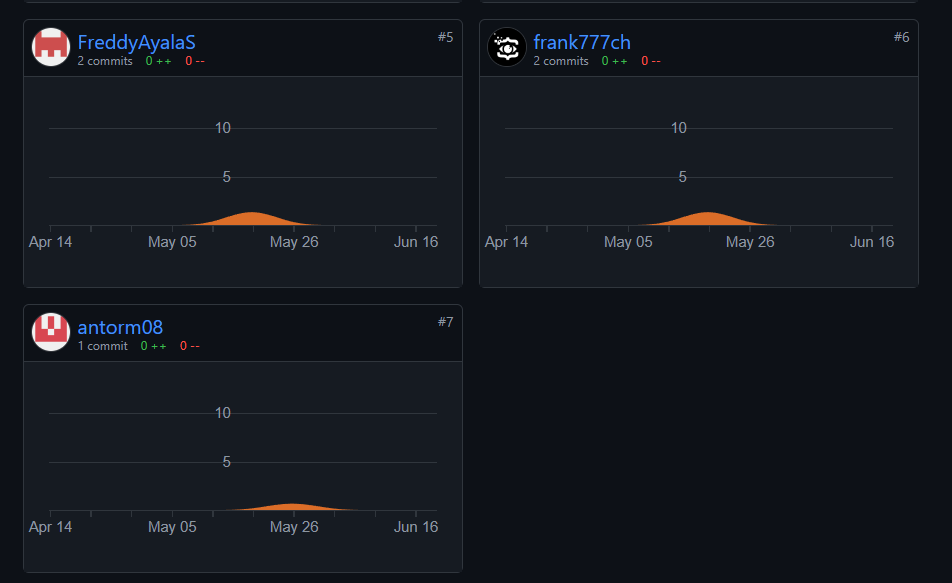 FreddyAyalaS
#5
2 commits 0 ++ 0 --
10
5
Apr 14 May 05 May 26 Jun 16
frank777ch
#6
2 commits 0 ++ 0 --
10
5
Apr 14 May 05 May 26 Jun 16
antorm08
#7
1 commit 0 ++ 0 --
10
5
Apr 14 May 05 May 26 Jun 16